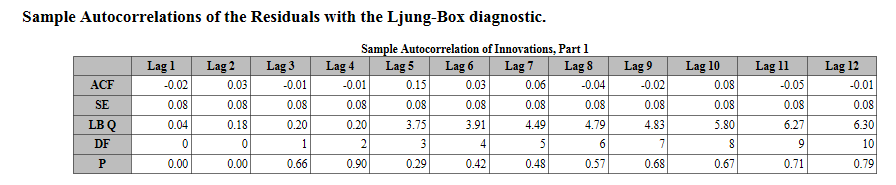 Sample Autocorrelations of the Residuals with the Ljung-Box diagnostic.
Sample Autocorrelation of Innovations, Part 1
Lag 1 Lag 2 Lag 3 Lag 4 Lag 5 Lag 6 Lag 7 Lag 8 Lag 9 Lag 10 Lag 11 Lag 12
ACF -0.02 0.03 -0.01 -0.01 0.15 0.03 0.06 -0.04 -0.02 0.08 -0.05 -0.01
SE 0.08 0.08 0.08 0.08 0.08 0.08 0.08 0.08 0.08 0.08 0.08 0.08
LB Q 0.04 0.18 0.20 0.20 3.75 3.91 4.49 4.79 4.83 5.80 6.27 6.30
DF 0 0 1 2 3 4 5 6 7 8 9 10
P 0.00 0.00 0.66 0.90 0.29 0.42 0.48 0.57 0.68 0.67 0.71 0.79